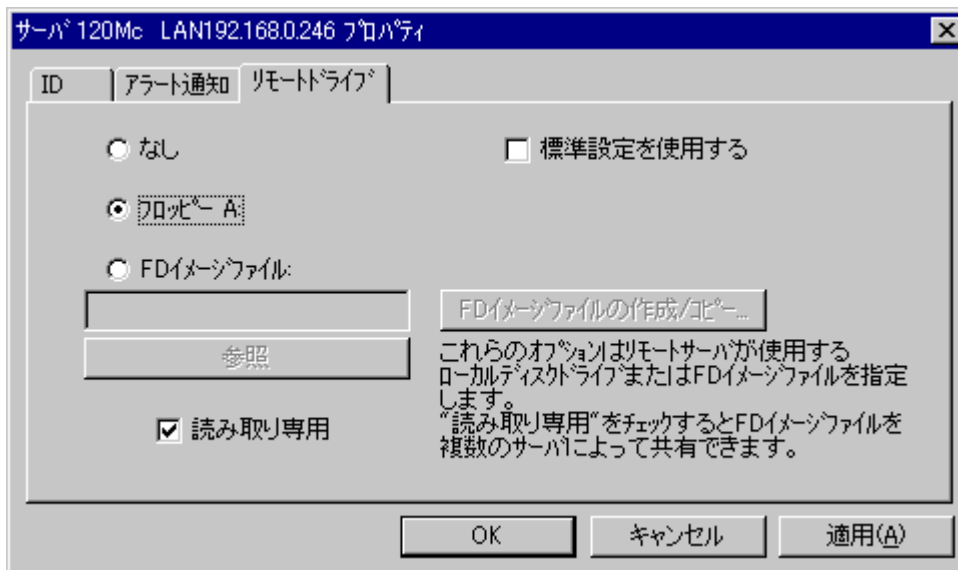 ｻｰﾊﾞ 120Mc LAN192.168.0.246 ﾌﾟﾛﾊﾟﾃｨ
ID
ｱﾗｰﾄ通知
ﾘﾓｰﾄﾄﾞﾗｲﾌﾞ
なし
標準設定を使用する
ﾌﾛｯﾋﾟｰ A:
FDｲﾒｰｼﾞﾌｧｲﾙ:
FDｲﾒｰｼﾞﾌｧｲﾙの作成/ｺﾋﾟｰ...
参照
これらのｵﾌﾟｼｮﾝはﾘﾓｰﾄｻｰﾊﾞが使用する
ﾛｰｶﾙﾃﾞｨｽｸﾄﾞﾗｲﾌﾞまたはFDｲﾒｰｼﾞﾌｧｲﾙを指定
します。
“読み取り専用“をﾁｪｯｸするとFDｲﾒｰｼﾞﾌｧｲﾙを
複数のｻｰﾊﾞによって共有できます。
読み取り専用
OK
キャンセル
適用(A)